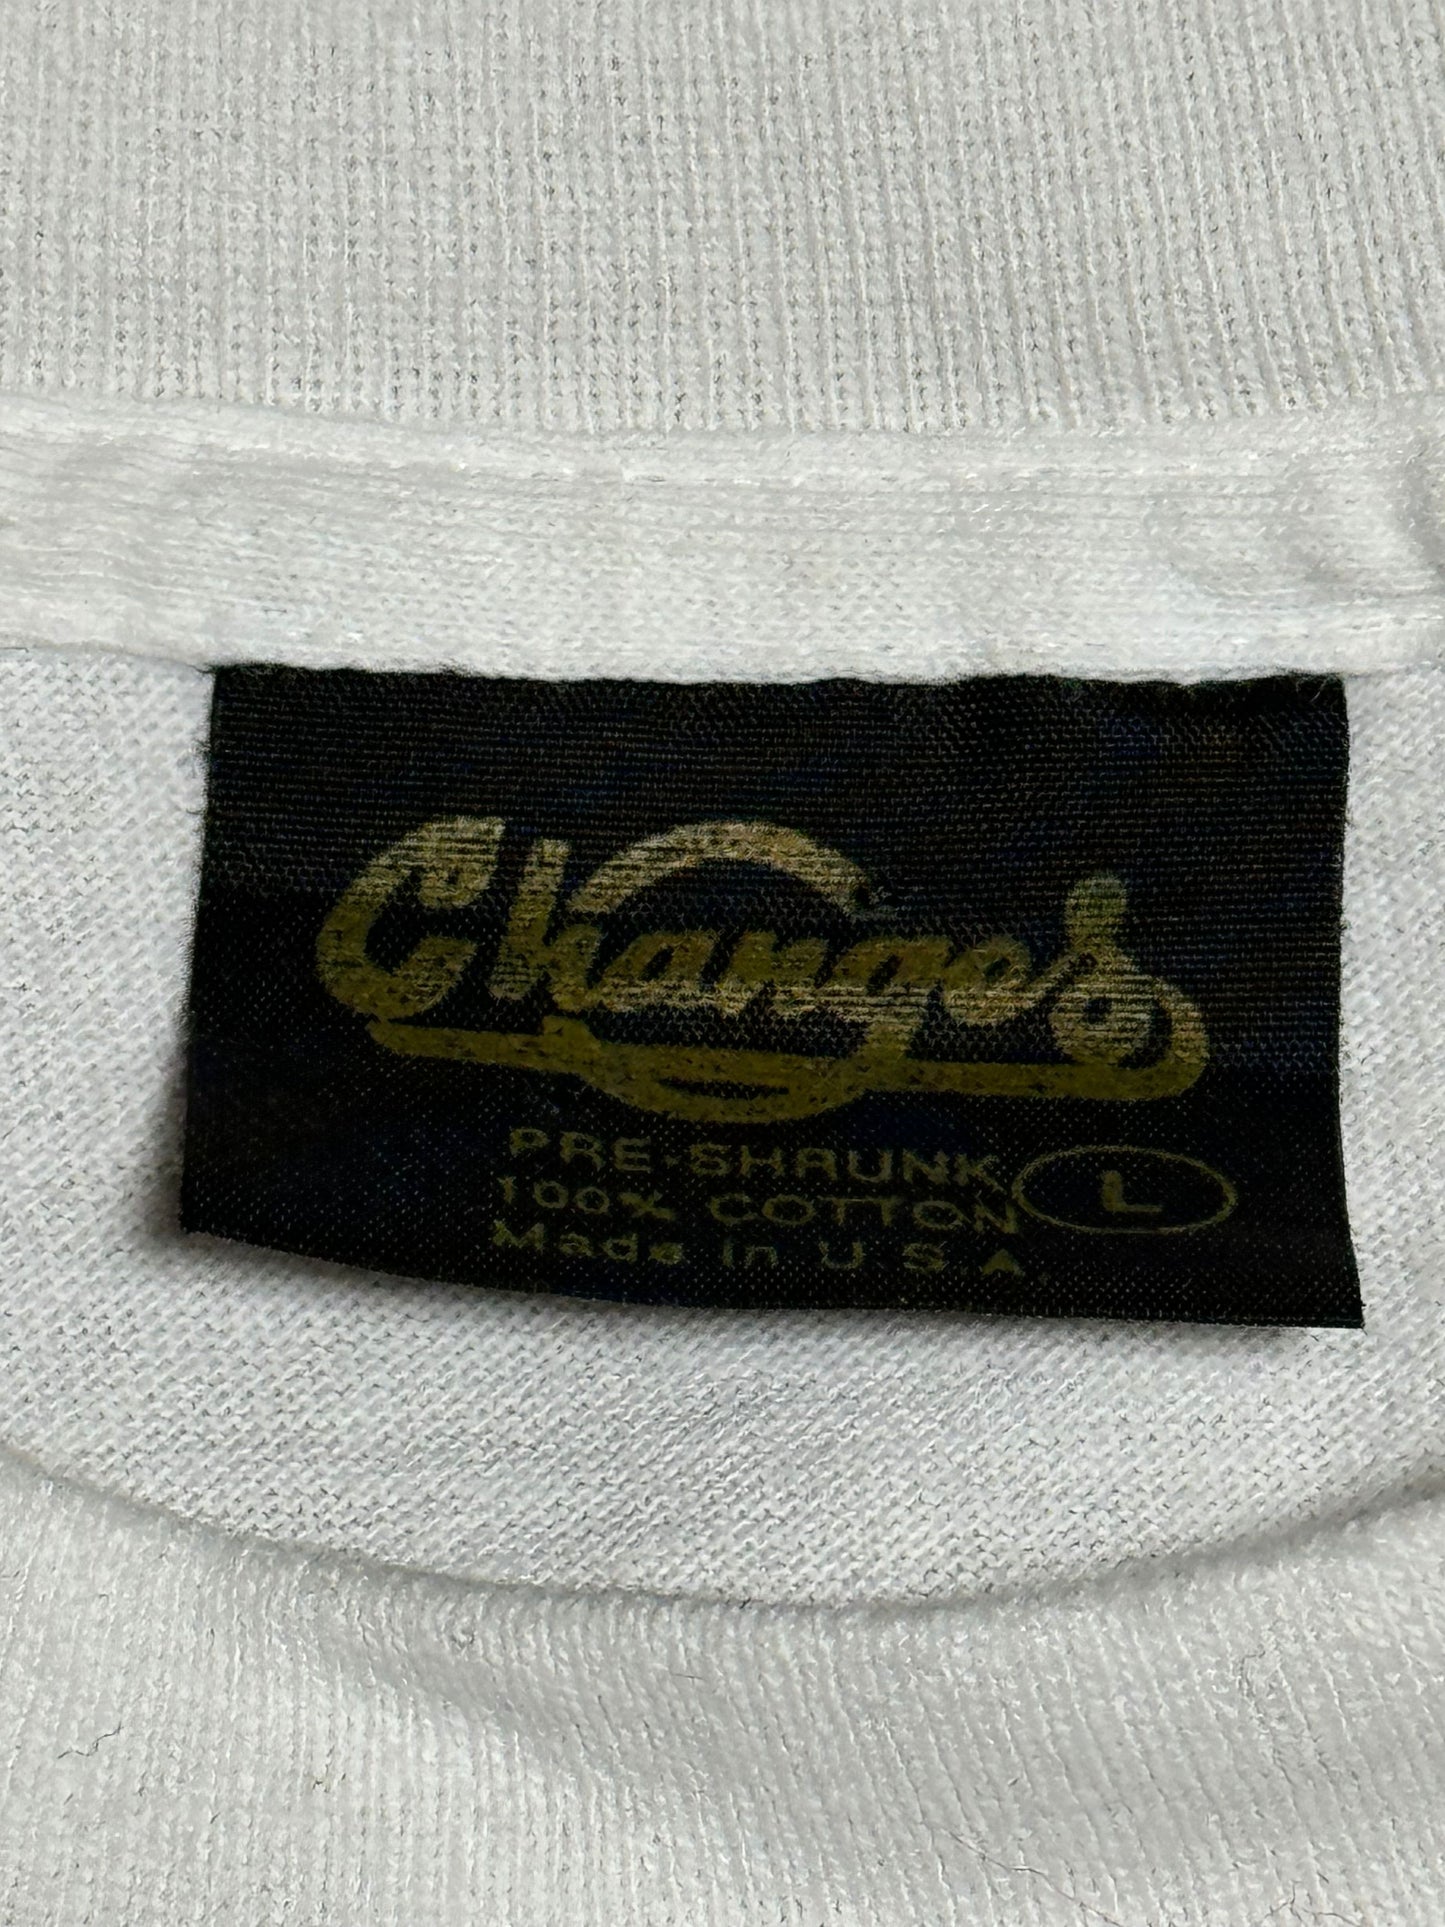 Changes
PRE-SHRUNK
100% COTTON
L
Made in U.S.A.